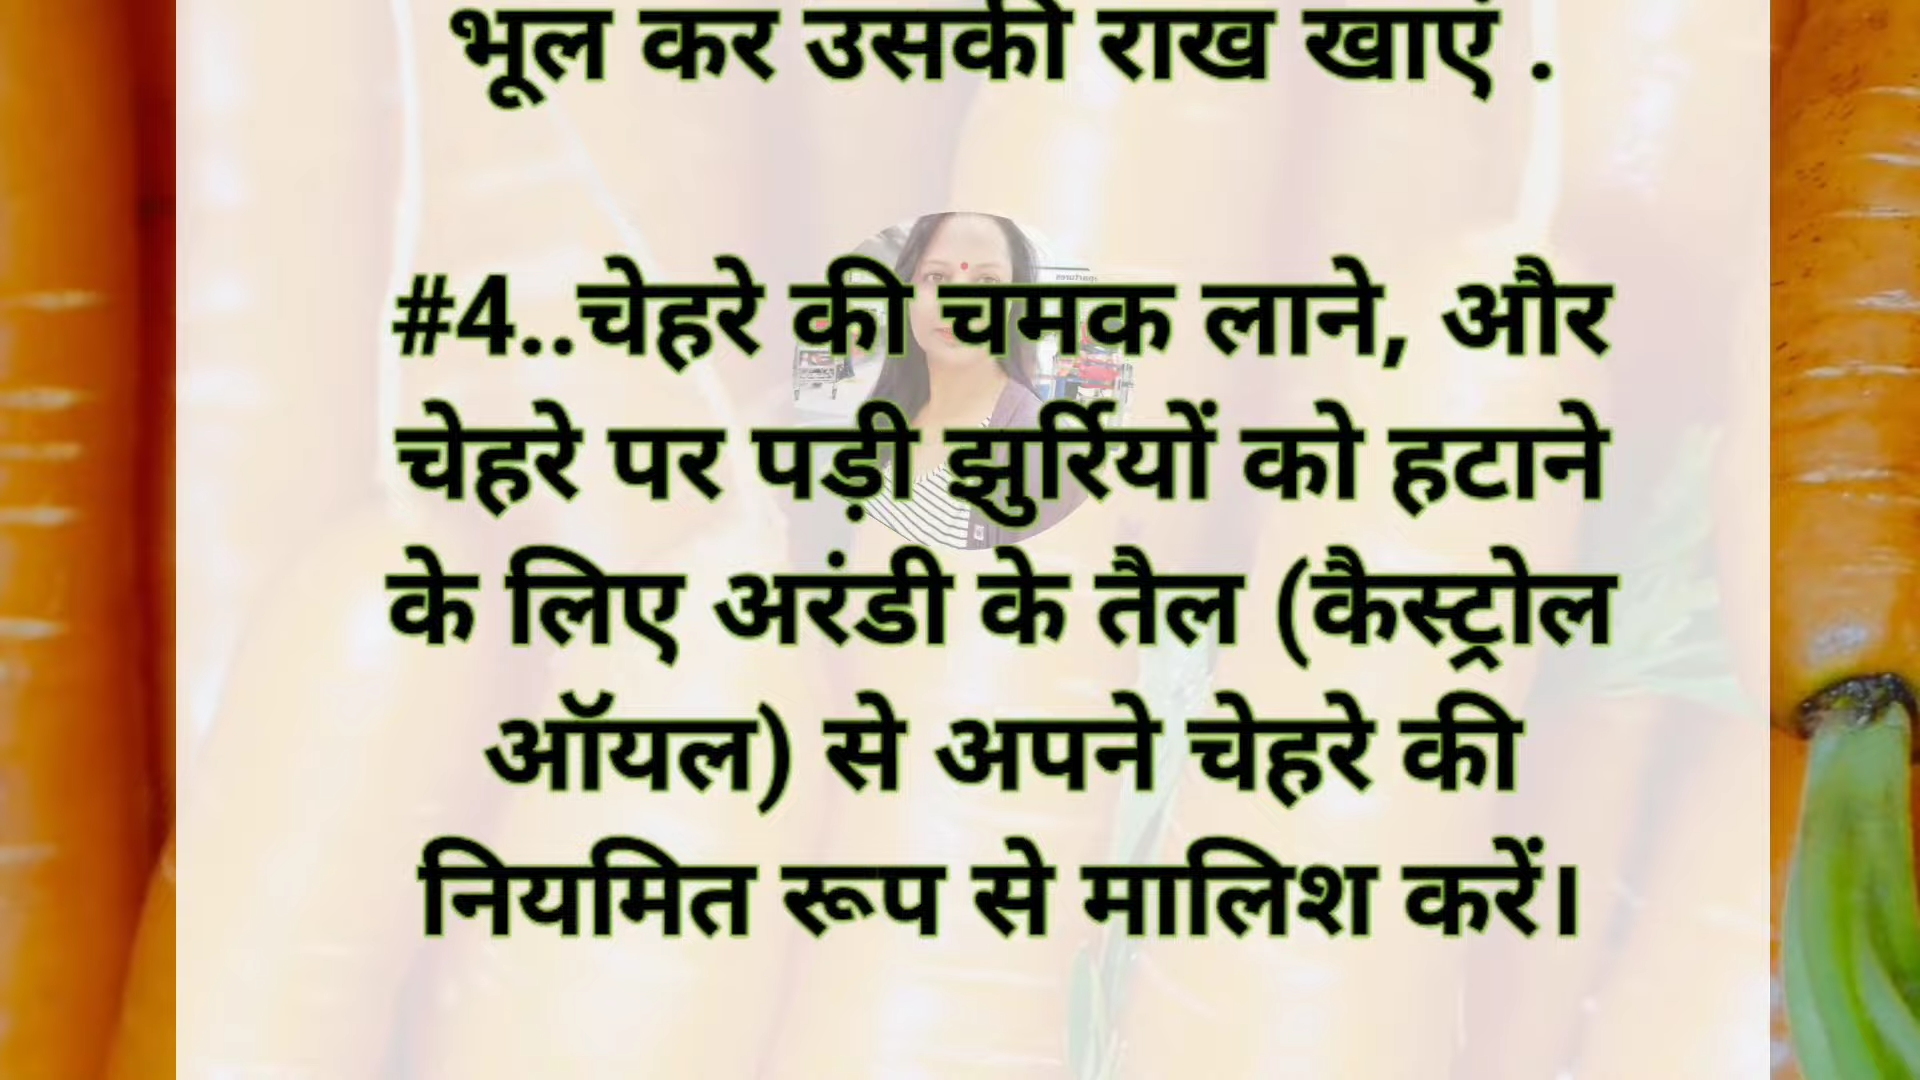 भूल कर उसकी राख खाएं .
#4..चेहरे की चमक लाने, और
चेहरे पर पड़ी झुर्रियों को हटाने
के लिए अरंडी के तैल (कैस्ट्रोल
ऑयल) से अपने चेहरे की
नियमित रूप से मालिश करें।